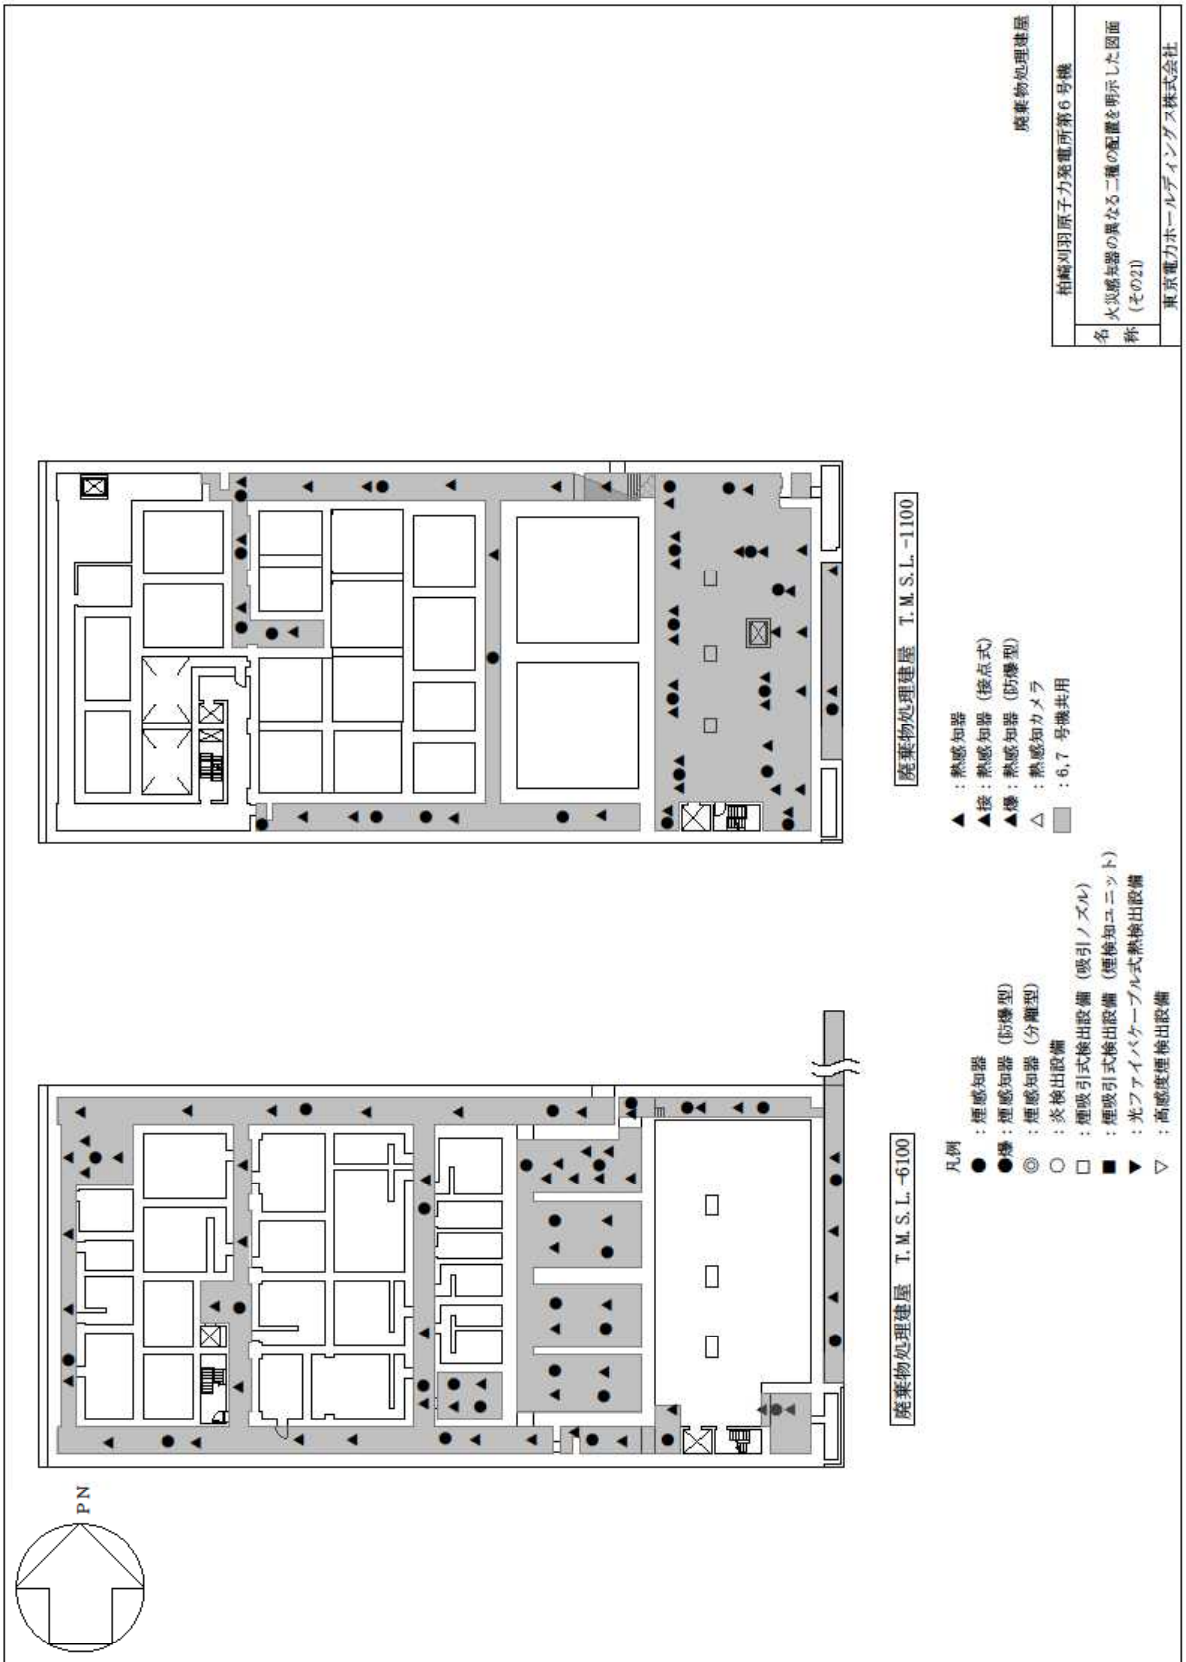 PN
廃棄物処理建屋 T.M.S.L.-6100
廃棄物処理建屋 T.M.S.L.-1100
凡例
● : 煙感知器
●爆 : 煙感知器 (防爆型)
◎ : 煙感知器 (分離型)
○ : 炎検出設備
□ : 煙吸引式検出設備 (吸引ノズル)
■ : 煙吸引式検出設備 (煙検知ユニット)
▼ : 光ファイバケーブル式熱検出設備
▽ : 高感度煙検出設備
▲ : 熱感知器
▲接 : 熱感知器 (接点式)
▲爆 : 熱感知器 (防爆型)
△ : 熱感知カメラ
: 6,7 号機共用
廃棄物処理建屋
柏崎刈羽原子力発電所第6号機
名称
火災感知器の異なる二種の配置を明示した図面
(その21)
東京電力ホールディングス株式会社